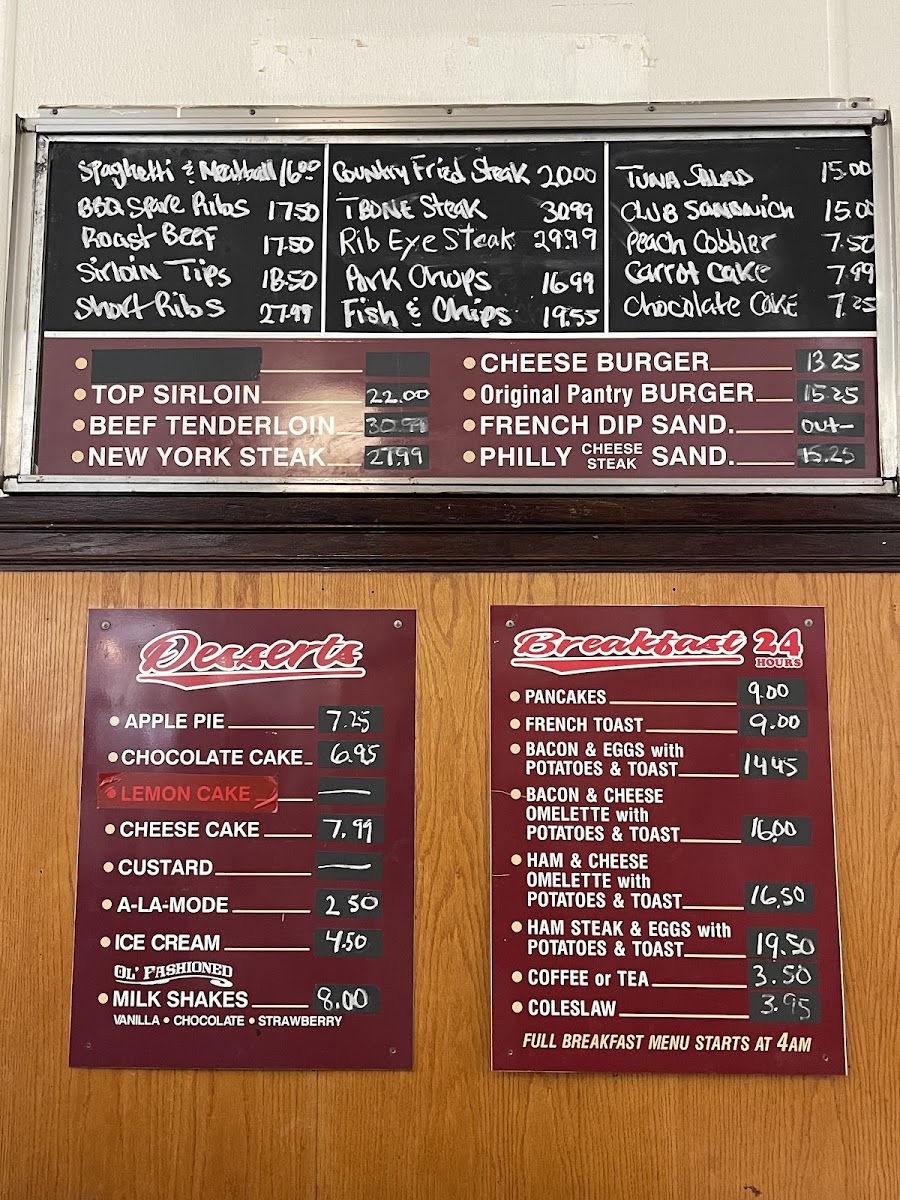 Spaghetti & Meatball 16.00
BBQ Spare Ribs 17.50
Roast Beef 17.50
Sirloin Tips 18.50
Short Ribs 27.99
Country Fried Steak 20.00
TBONE Steak 30.99
Rib Eye Steak 29.99
Pork Chops 16.99
Fish & Chips 19.55
TUNA SALAD 15.00
CLUB SANDWICH 15.00
Peach Cobbler 7.50
Carrot Cake 7.99
Chocolate CAKE 7.25
TOP SIRLOIN 22.00
BEEF TENDERLOIN 30.99
NEW YORK STEAK 27.99
CHEESE BURGER 13 25
Original Pantry BURGER 15.25
FRENCH DIP SAND. OUT-
PHILLY CHEESE STEAK SAND. 15.25
Desserts
APPLE PIE 7.25
CHOCOLATE CAKE 6.95
LEMON CAKE —
CHEESE CAKE 7.99
CUSTARD —
A-LA-MODE 2 50
ICE CREAM 4.50
OL' FASHIONED
MILK SHAKES 8.00
VANILLA • CHOCOLATE • STRAWBERRY
Breakfast 24
HOURS
PANCAKES 9.00
FRENCH TOAST 9.00
BACON & EGGS with
POTATOES & TOAST 14.45
BACON & CHEESE
OMELETTE with
POTATOES & TOAST 16.00
HAM & CHEESE
OMELETTE with
POTATOES & TOAST 16.50
HAM STEAK & EGGS with
POTATOES & TOAST 19.50
COFFEE or TEA 3.50
COLESLAW 3.95
FULL BREAKFAST MENU STARTS AT 4AM